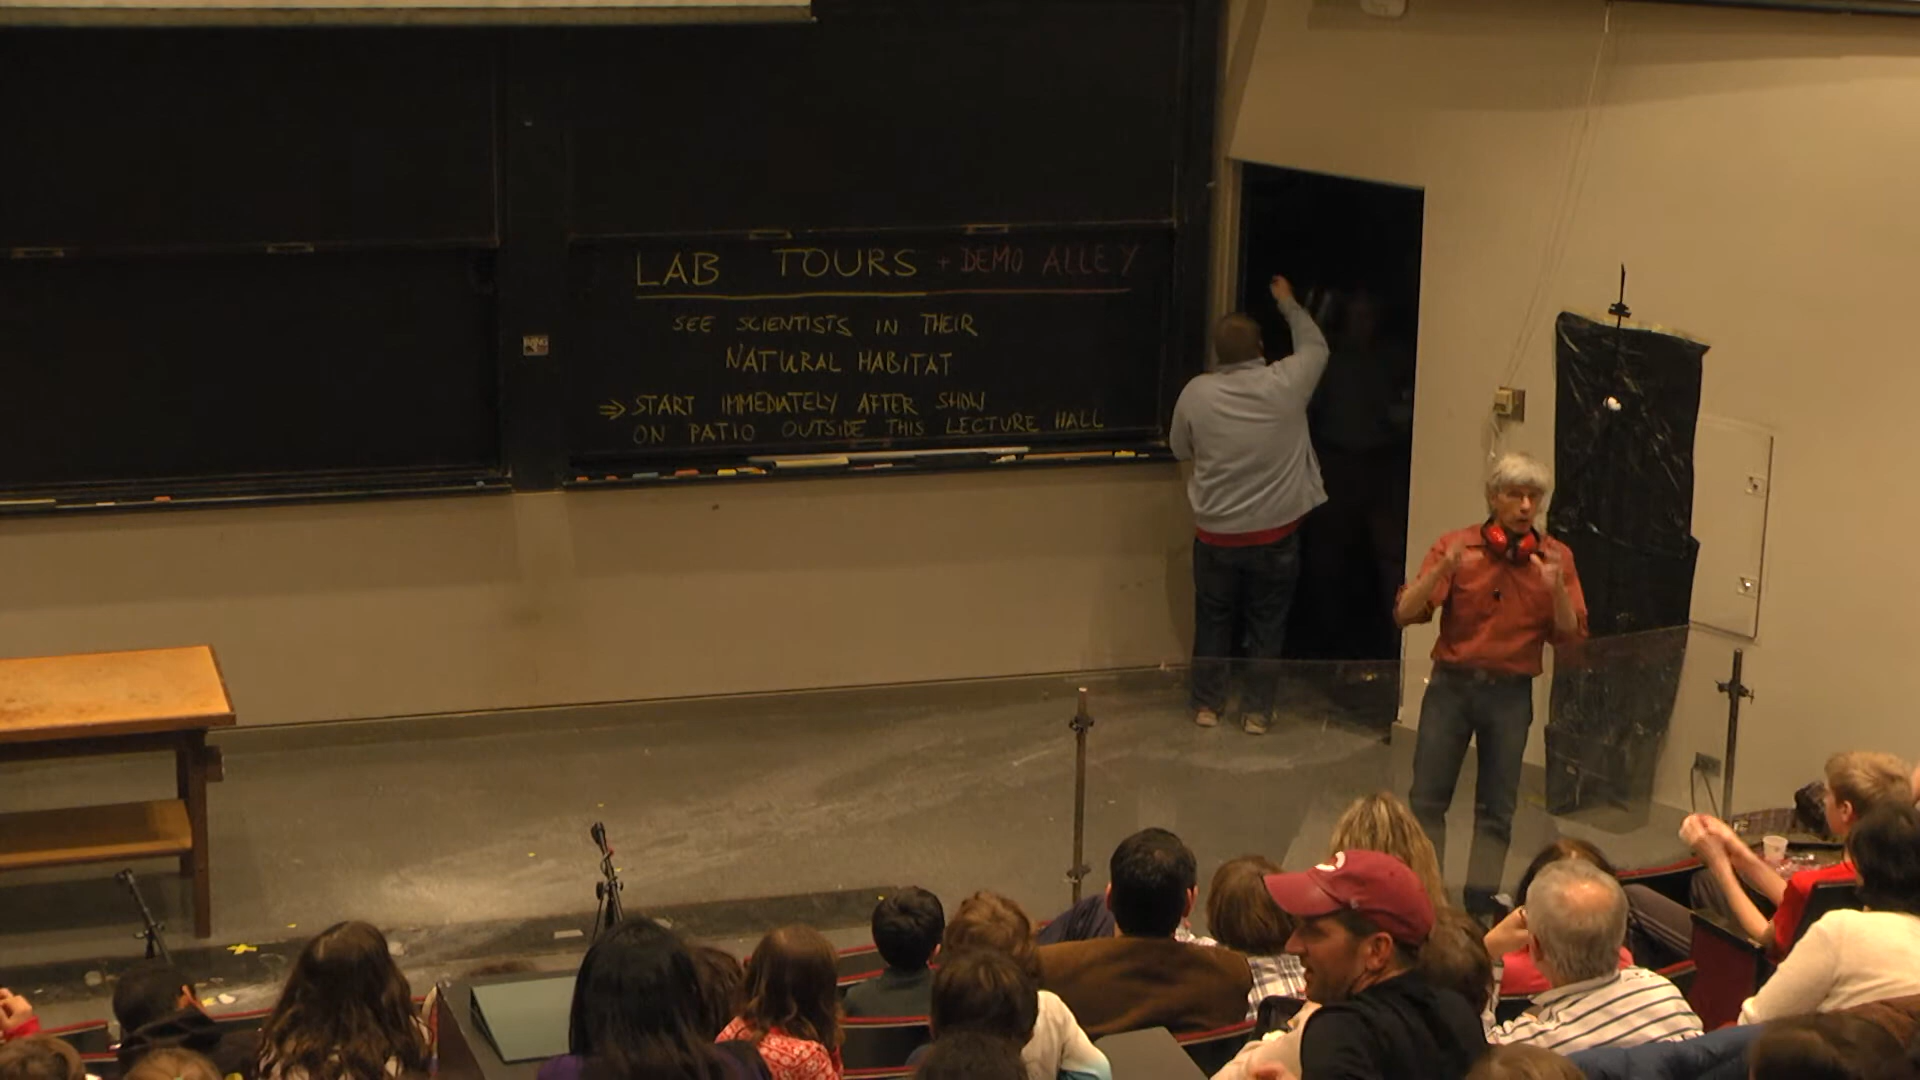 LAB TOURS + DEMO ALLEY
SEE SCIENTISTS IN THEIR
NATURAL HABITAT
⇒ START IMMEDIATELY AFTER SHOW
ON PATIO OUTSIDE THIS LECTURE HALL